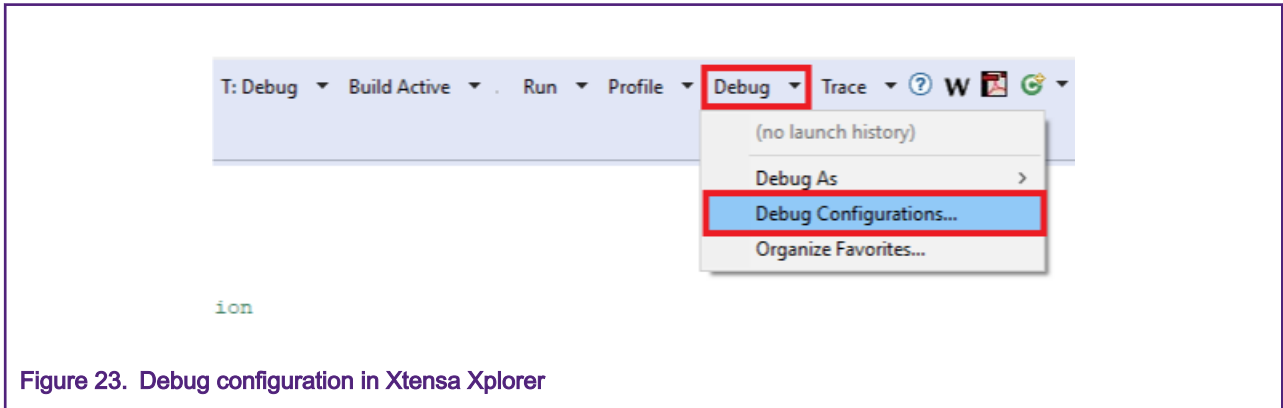 T: Debug Build Active . Run Profile Debug Trace ? W
(no launch history)
Debug As >
Debug Configurations...
Organize Favorites...
ion
Figure 23. Debug configuration in Xtensa Xplorer